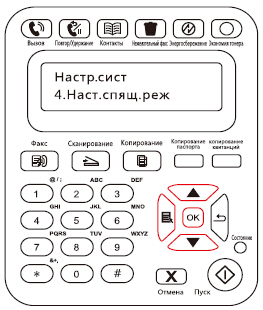 Вызов Повтор/Удержание Контакты Нежелательный факс Энергосбережение Экономия тонера
Настр.сист
4.Наст.спящ.реж
Факс Сканирование Копирование Копирование паспорта копирование квитанций
@ / : ABC DEF
1 2 3
GHI JKL MNO
4 5 6
PQRS TUV WXYZ
7 8 9
&+,
* 0 #
OK
Состояние
X
Отмена Пуск